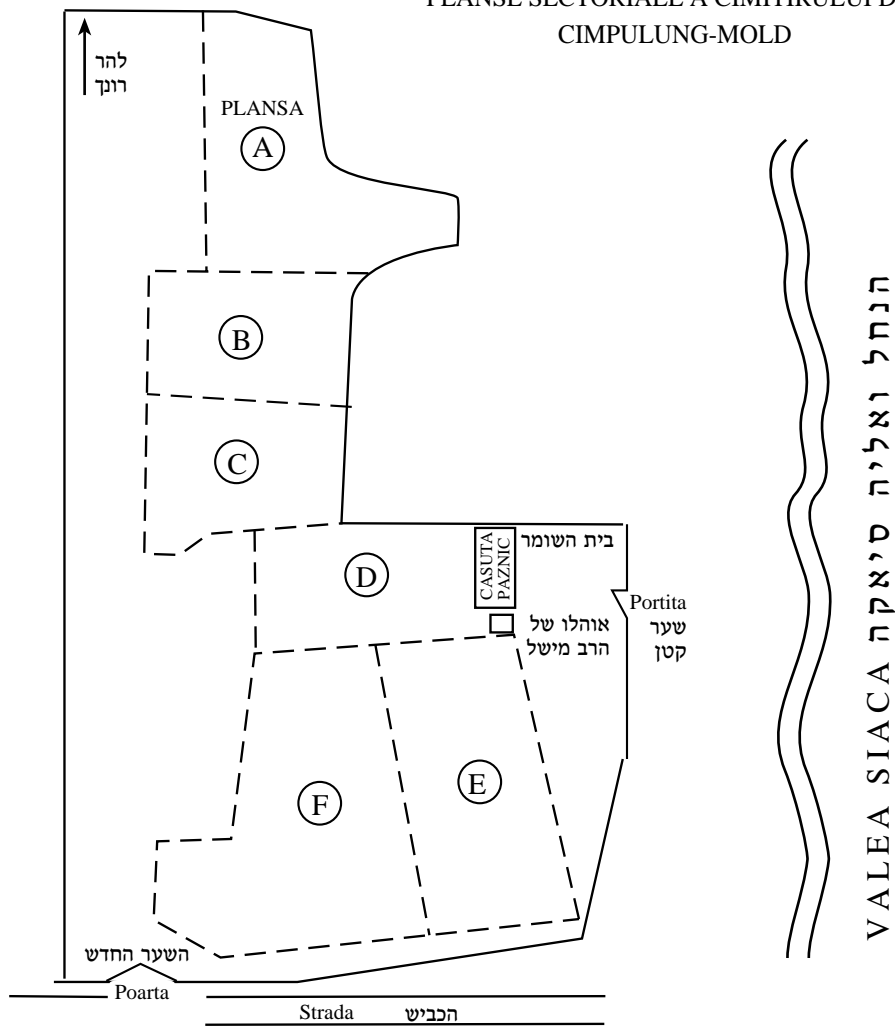 PLANSE SECTORIALE A CIMITIRULUI D
CIMPULUNG-MOLD
להר
רונך
PLANSA
A
B
C
D
CASUTA
PAZNIC
בית השומר
אוהלו של
הרב מישל
Portita
שער
קטן
E
F
השער החדש
Poarta
Strada הכביש
VALEA SIACA הנחל ואליה סיאקה